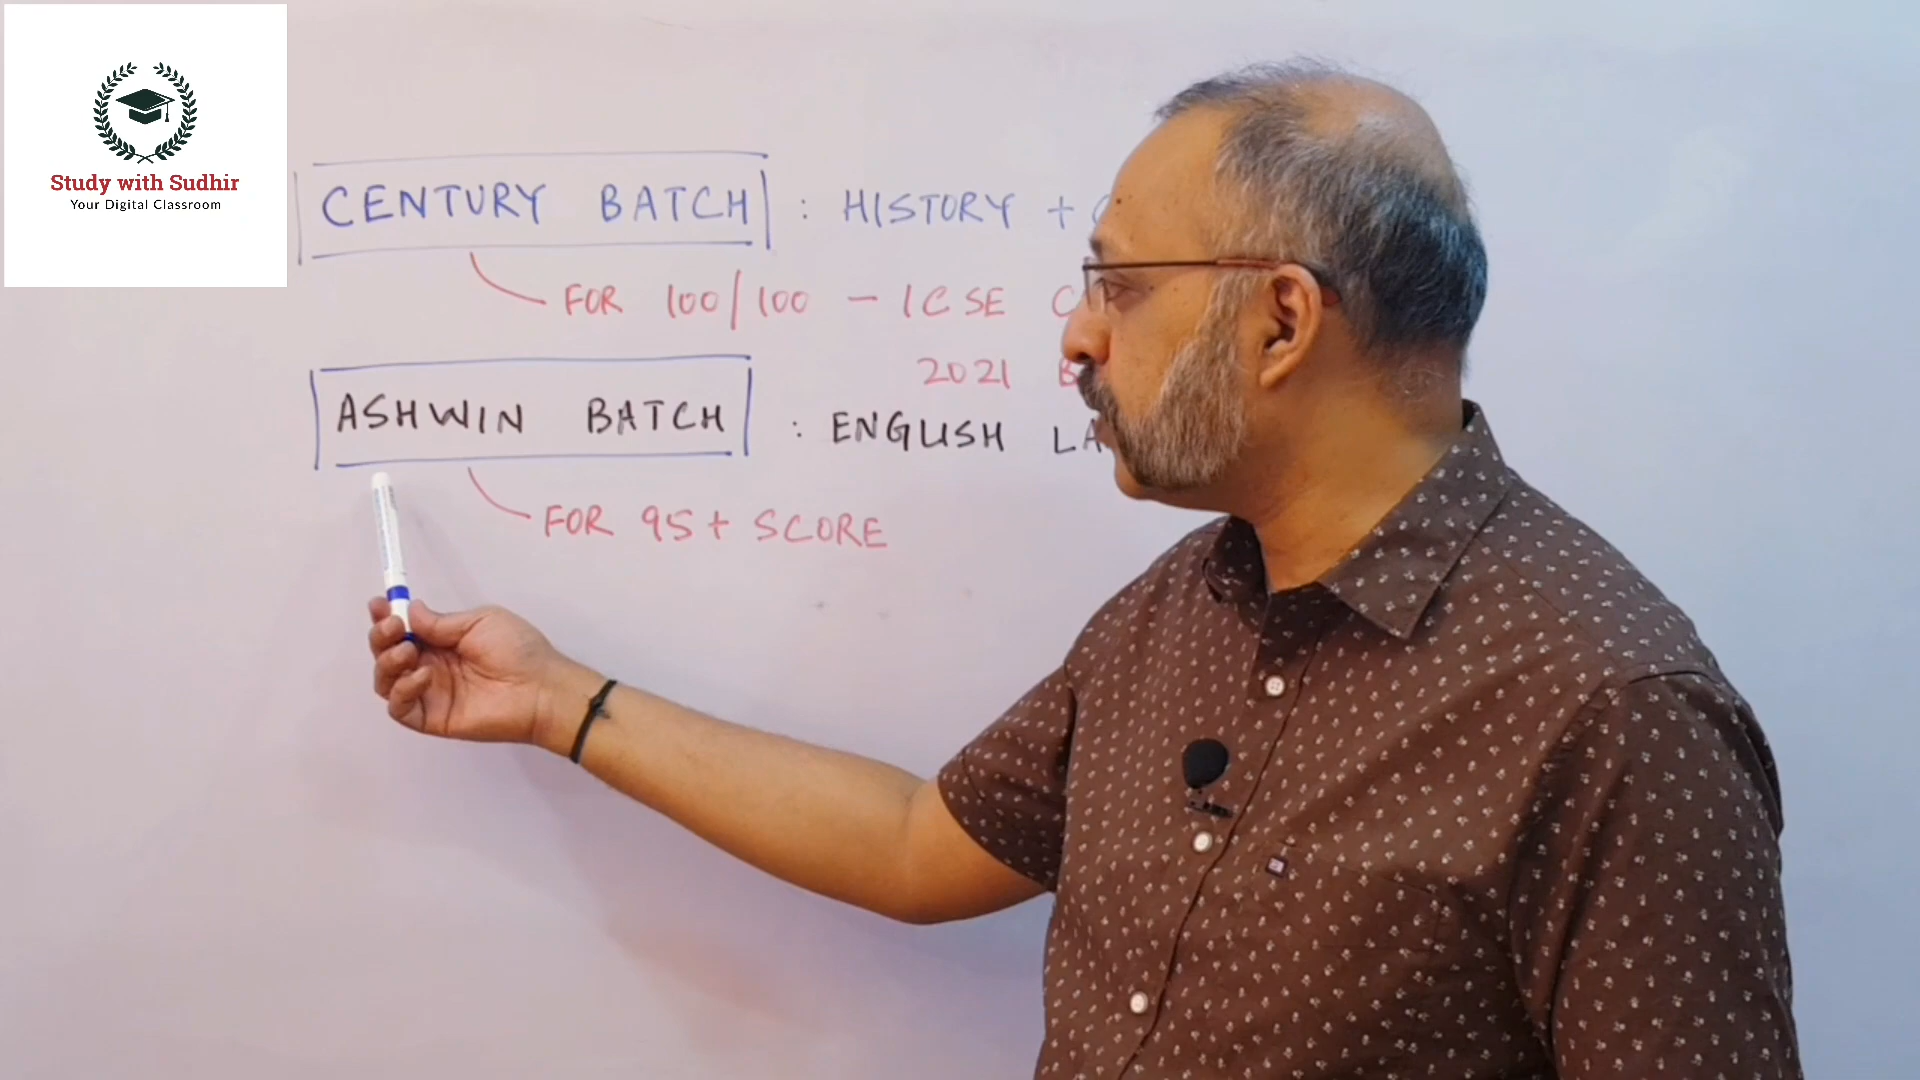 Study with Sudhir
Your Digital Classroom
CENTURY BATCH : HISTORY +
FOR 100/100 – ICSE
2021
ASHWIN BATCH : ENGLISH
FOR 95+ SCORE